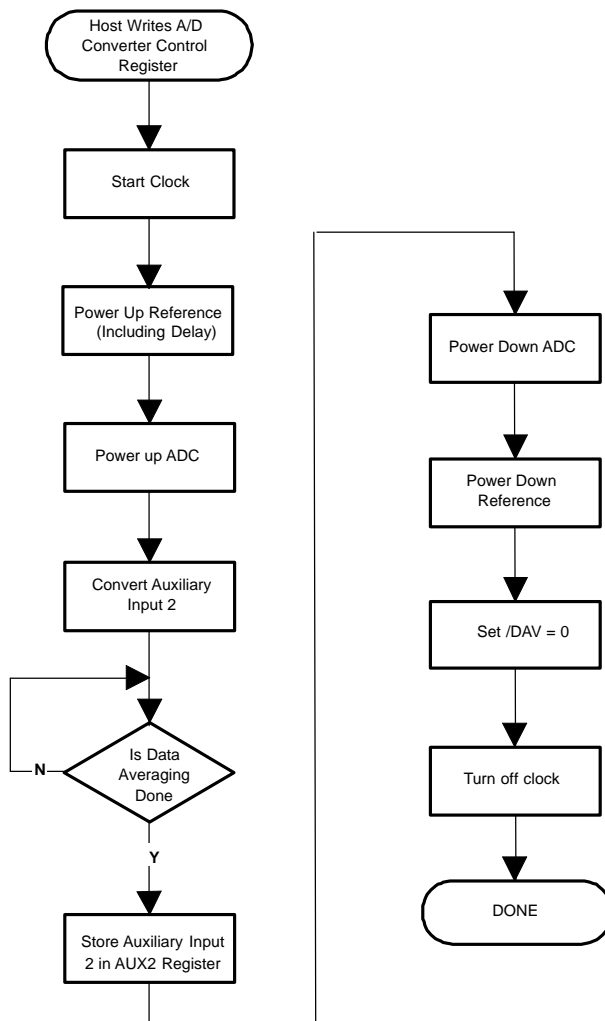 Host Writes A/D
Converter Control
Register
Start Clock
Power Up Reference
(Including Delay)
Power up ADC
Convert Auxiliary
Input 2
Is Data
Averaging
Done
N
Y
Store Auxiliary Input
2 in AUX2 Register
Power Down ADC
Power Down
Reference
Set /DAV = 0
Turn off clock
DONE